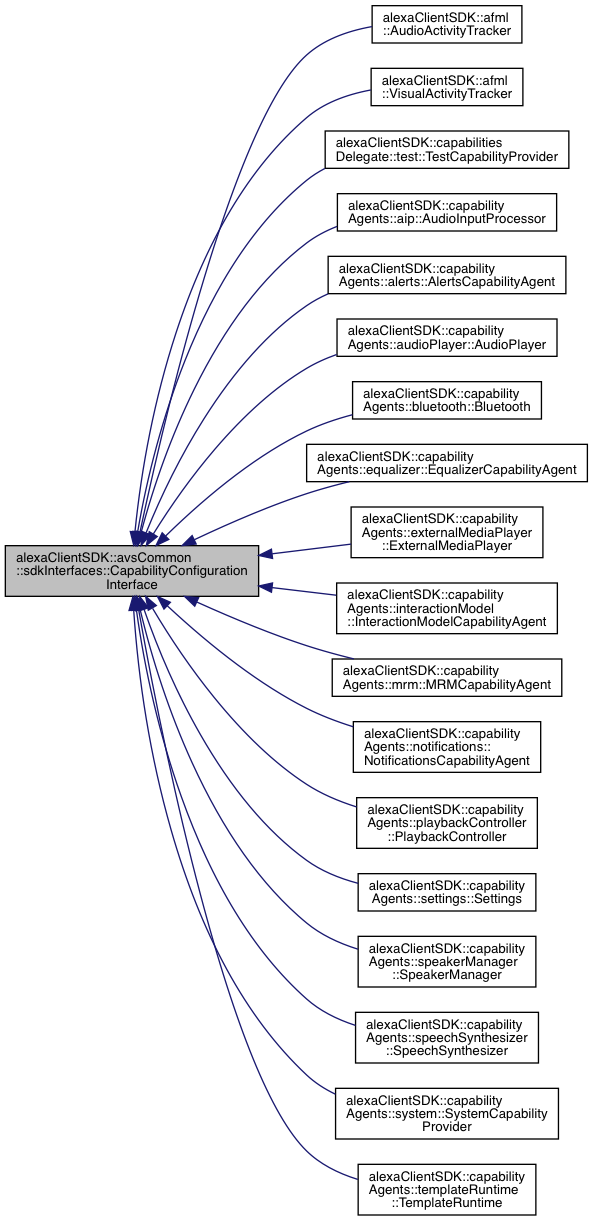 alexaClientSDK::afml
::AudioActivityTracker
alexaClientSDK::afml
::VisualActivityTracker
alexaClientSDK::capabilities
Delegate::test::TestCapabilityProvider
alexaClientSDK::capability
Agents::aip::AudioInputProcessor
alexaClientSDK::capability
Agents::alerts::AlertsCapabilityAgent
alexaClientSDK::capability
Agents::audioPlayer::AudioPlayer
alexaClientSDK::capability
Agents::bluetooth::Bluetooth
alexaClientSDK::capability
Agents::equalizer::EqualizerCapabilityAgent
alexaClientSDK::capability
Agents::externalMediaPlayer
::ExternalMediaPlayer
alexaClientSDK::avsCommon
::sdkInterfaces::CapabilityConfiguration
Interface
alexaClientSDK::capability
Agents::interactionModel
::InteractionModelCapabilityAgent
alexaClientSDK::capability
Agents::mrm::MRMCapabilityAgent
alexaClientSDK::capability
Agents::notifications::
NotificationsCapabilityAgent
alexaClientSDK::capability
Agents::playbackController
::PlaybackController
alexaClientSDK::capability
Agents::settings::Settings
alexaClientSDK::capability
Agents::speakerManager
::SpeakerManager
alexaClientSDK::capability
Agents::speechSynthesizer
::SpeechSynthesizer
alexaClientSDK::capability
Agents::system::SystemCapability
Provider
alexaClientSDK::capability
Agents::templateRuntime
::TemplateRuntime